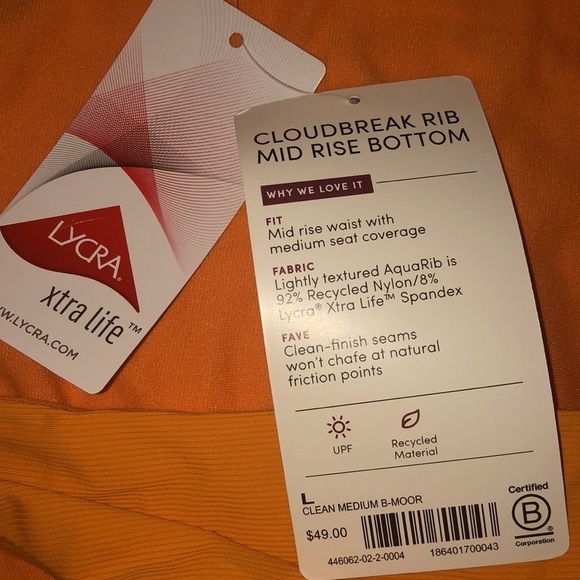 LYCRA®
xtra life™
WWW.LYCRA.COM
CLOUDBREAK RIB
MID RISE BOTTOM
WHY WE LOVE IT
FIT
Mid rise waist with
medium seat coverage
FABRIC
Lightly textured AquaRib is
92% Recycled Nylon/8%
Lycra® Xtra Life™ Spandex
FAVE
Clean-finish seams
won't chafe at natural
friction points
UPF
Recycled
Material
L
CLEAN MEDIUM B-MOOR
$49.00
446062-02-2-0004
186401700043
Certified
B
®
Corporation